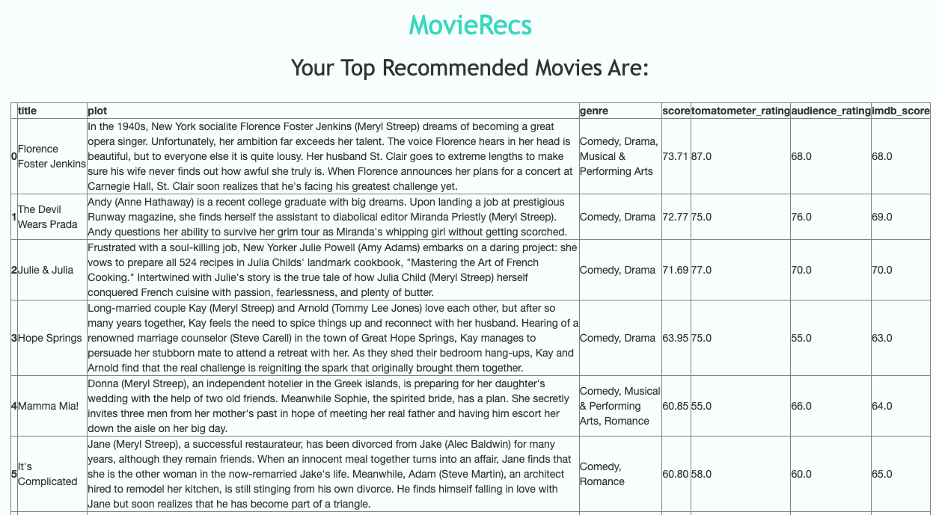 MovieRecs
Your Top Recommended Movies Are:
title plot genre score tomatometer_rating audience_rating imdb_score
0 Florence Foster Jenkins In the 1940s, New York socialite Florence Foster Jenkins (Meryl Streep) dreams of becoming a great
opera singer. Unfortunately, her ambition far exceeds her talent. The voice Florence hears in her head is
beautiful, but to everyone else it is quite lousy. Her husband St. Clair goes to extreme lengths to make
sure his wife never finds out how awful she truly is. When Florence announces her plans for a concert at
Carnegie Hall, St. Clair soon realizes that he's facing his greatest challenge yet.
Comedy, Drama,
Musical &
Performing Arts
73.71 87.0 68.0 68.0
1 The Devil
Wears Prada
Andy (Anne Hathaway) is a recent college graduate with big dreams. Upon landing a job at prestigious
Runway magazine, she finds herself the assistant to diabolical editor Miranda Priestly (Meryl Streep).
Andy questions her ability to survive her grim tour as Miranda's whipping girl without getting scorched.
Comedy, Drama 72.77 75.0 76.0 69.0
2 Julie & Julia
Frustrated with a soul-killing job, New Yorker Julie Powell (Amy Adams) embarks on a daring project: she
vows to prepare all 524 recipes in Julia Childs' landmark cookbook, "Mastering the Art of French
Cooking." Intertwined with Julie's story is the true tale of how Julia Child (Meryl Streep) herself
conquered French cuisine with passion, fearlessness, and plenty of butter.
Comedy, Drama 71.69 77.0 70.0 70.0
3 Hope Springs
Long-married couple Kay (Meryl Streep) and Arnold (Tommy Lee Jones) love each other, but after so
many years together, Kay feels the need to spice things up and reconnect with her husband. Hearing of a
renowned marriage counselor (Steve Carell) in the town of Great Hope Springs, Kay manages to
persuade her stubborn mate to attend a retreat with her. As they shed their bedroom hang-ups, Kay and
Arnold find that the real challenge is reigniting the spark that originally brought them together.
Comedy, Drama 63.95 75.0 55.0 63.0
4 Mamma Mia!
Donna (Meryl Streep), an independent hotelier in the Greek islands, is preparing for her daughter's
wedding with the help of two old friends. Meanwhile Sophie, the spirited bride, has a plan. She secretly
invites three men from her mother's past in hope of meeting her real father and having him escort her
down the aisle on her big day.
Comedy, Musical
& Performing
Arts, Romance
60.85 55.0 66.0 64.0
5 It's
Complicated
Jane (Meryl Streep), a successful restaurateur, has been divorced from Jake (Alec Baldwin) for many
years, although they remain friends. When an innocent meal together turns into an affair, Jane finds that
she is the other woman in the now-remarried Jake's life. Meanwhile, Adam (Steve Martin), an architect
hired to remodel her kitchen, is still stinging from his own divorce. He finds himself falling in love with
Jane but soon realizes that he has become part of a triangle.
Comedy,
Romance
60.80 58.0 60.0 65.0